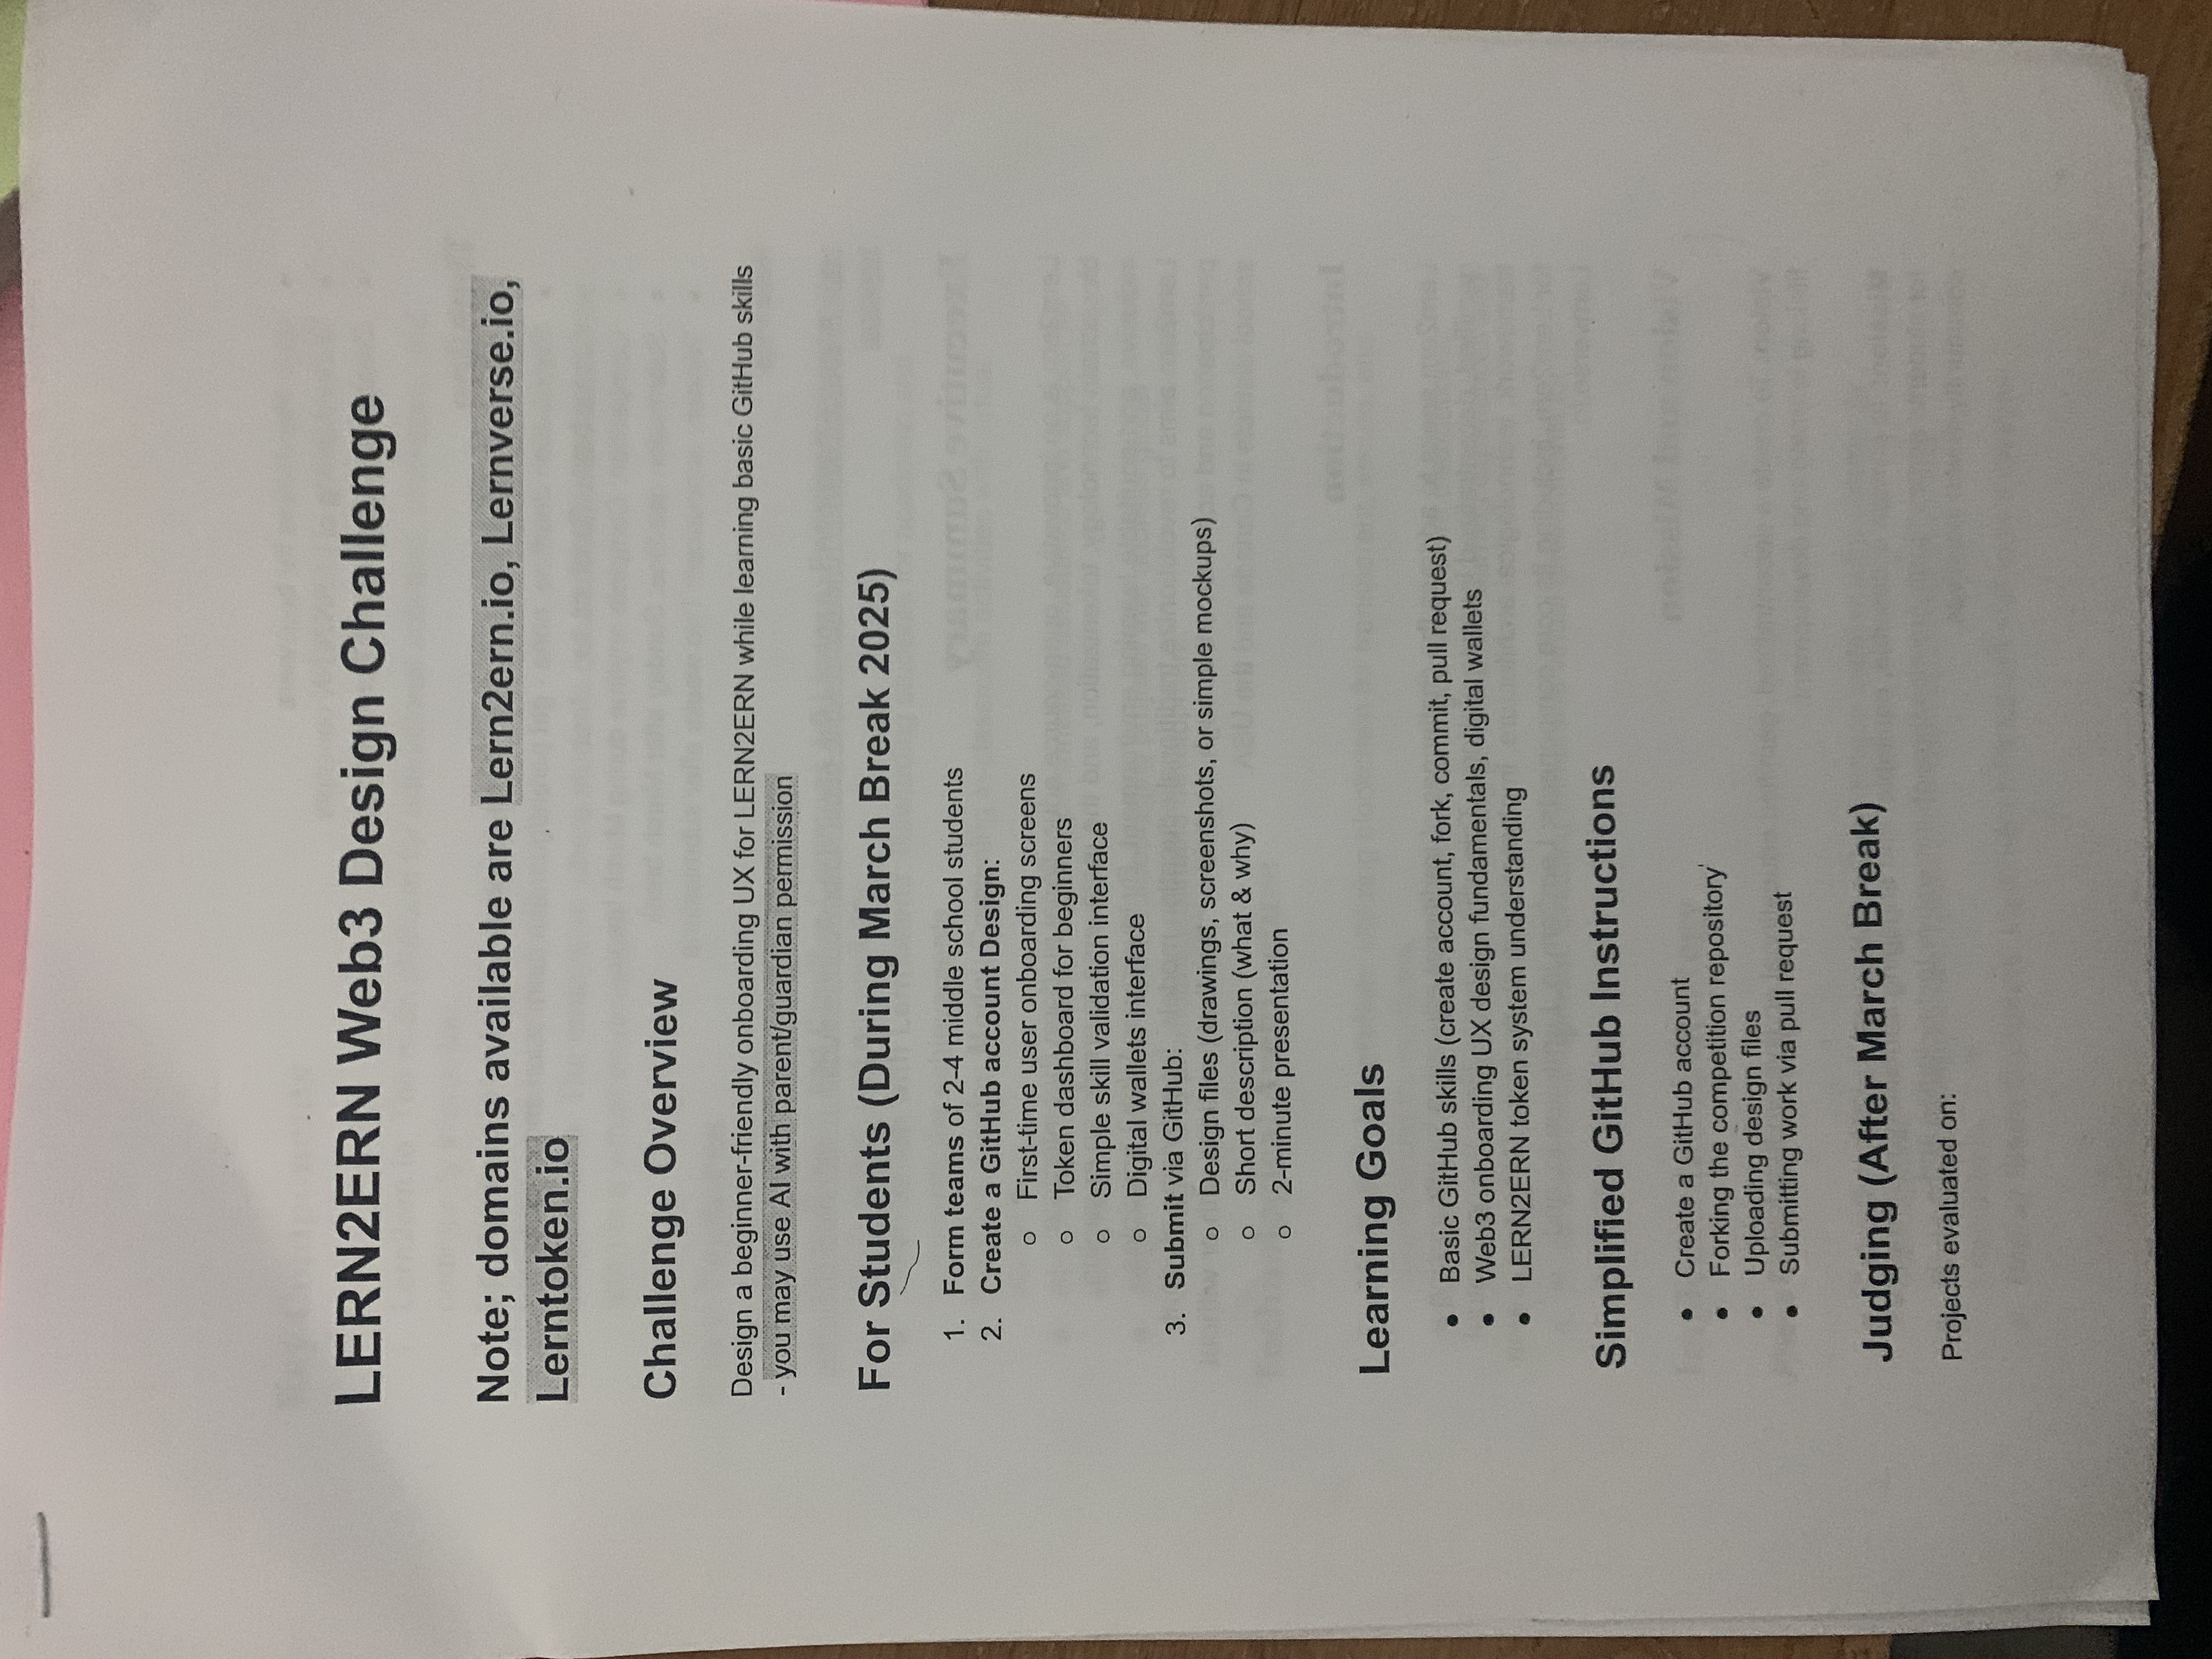 LERN2ERN Web3 Design Challenge
Note; domains available are Lern2ern.io, Lernverse.io,
Lerntoken.io
Challenge Overview
Design a beginner-friendly onboarding UX for LERN2ERN while learning basic GitHub skills
- you may use AI with parent/guardian permission
For Students (During March Break 2025)
1. Form teams of 2-4 middle school students
2. Create a GitHub account Design:
o First-time user onboarding screens
o Token dashboard for beginners
o Simple skill validation interface
o Digital wallets interface
3. Submit via GitHub:
o Design files (drawings, screenshots, or simple mockups)
o Short description (what & why)
o 2-minute presentation
Learning Goals
● Basic GitHub skills (create account, fork, commit, pull request)
● Web3 onboarding UX design fundamentals, digital wallets
● LERN2ERN token system understanding
Simplified GitHub Instructions
● Create a GitHub account
● Forking the competition repository
● Uploading design files
● Submitting work via pull request
Judging (After March Break)
Projects evaluated on: